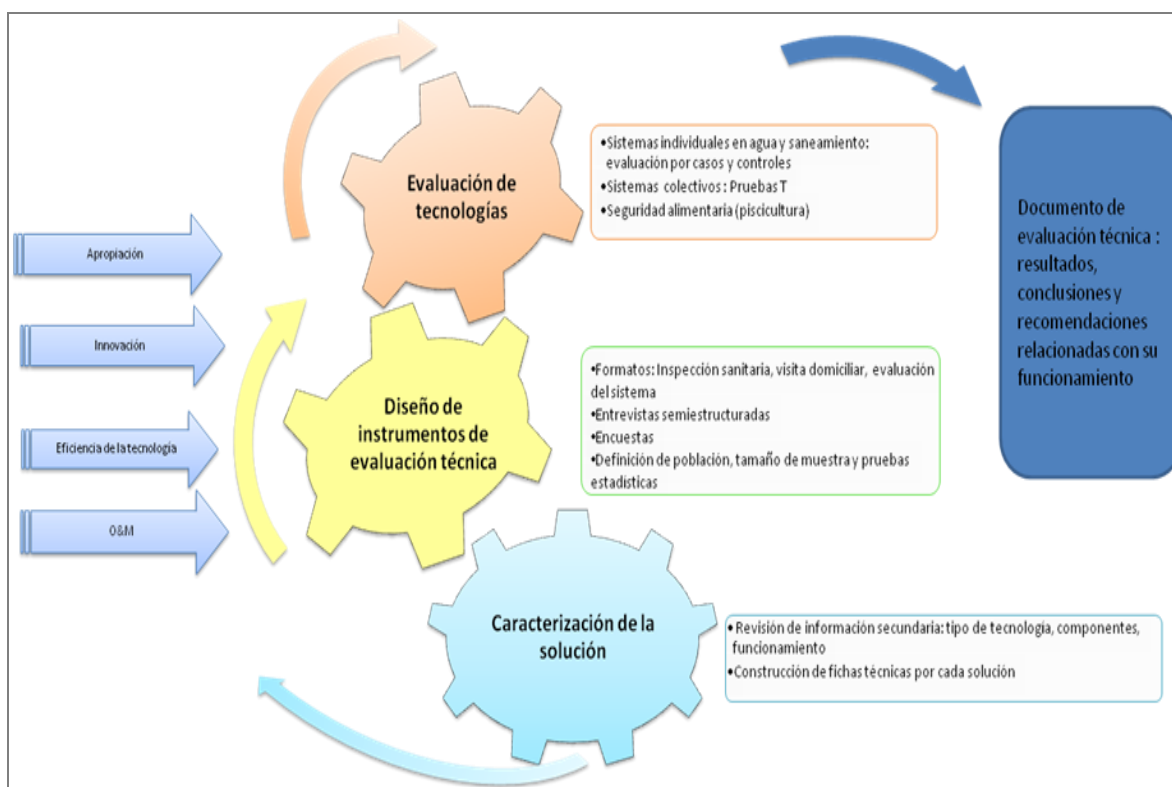 Evaluación de
tecnologías
•Sistemas individuales en agua y saneamiento:
evaluación por casos y controles
•Sistemas colectivos : Pruebas T
•Seguridad alimentaria (piscicultura)
Documento de
evaluación técnica :
resultados,
conclusiones y
recomendaciones
relacionadas con su
funcionamiento
Apropiación
Innovación
Eficiencia de la tecnología
O&M
Diseño de
instrumentos de
evaluación técnica
•Formatos: Inspección sanitaria, visita domiciliar, evaluación
del sistema
•Entrevistas semiestructuradas
•Encuestas
•Definición de población, tamaño de muestra y pruebas
estadísticas
Caracterización de la
solución
• Revisión de información secundaria: tipo de tecnología, componentes,
funcionamiento
•Construcción de fichas técnicas por cada solución